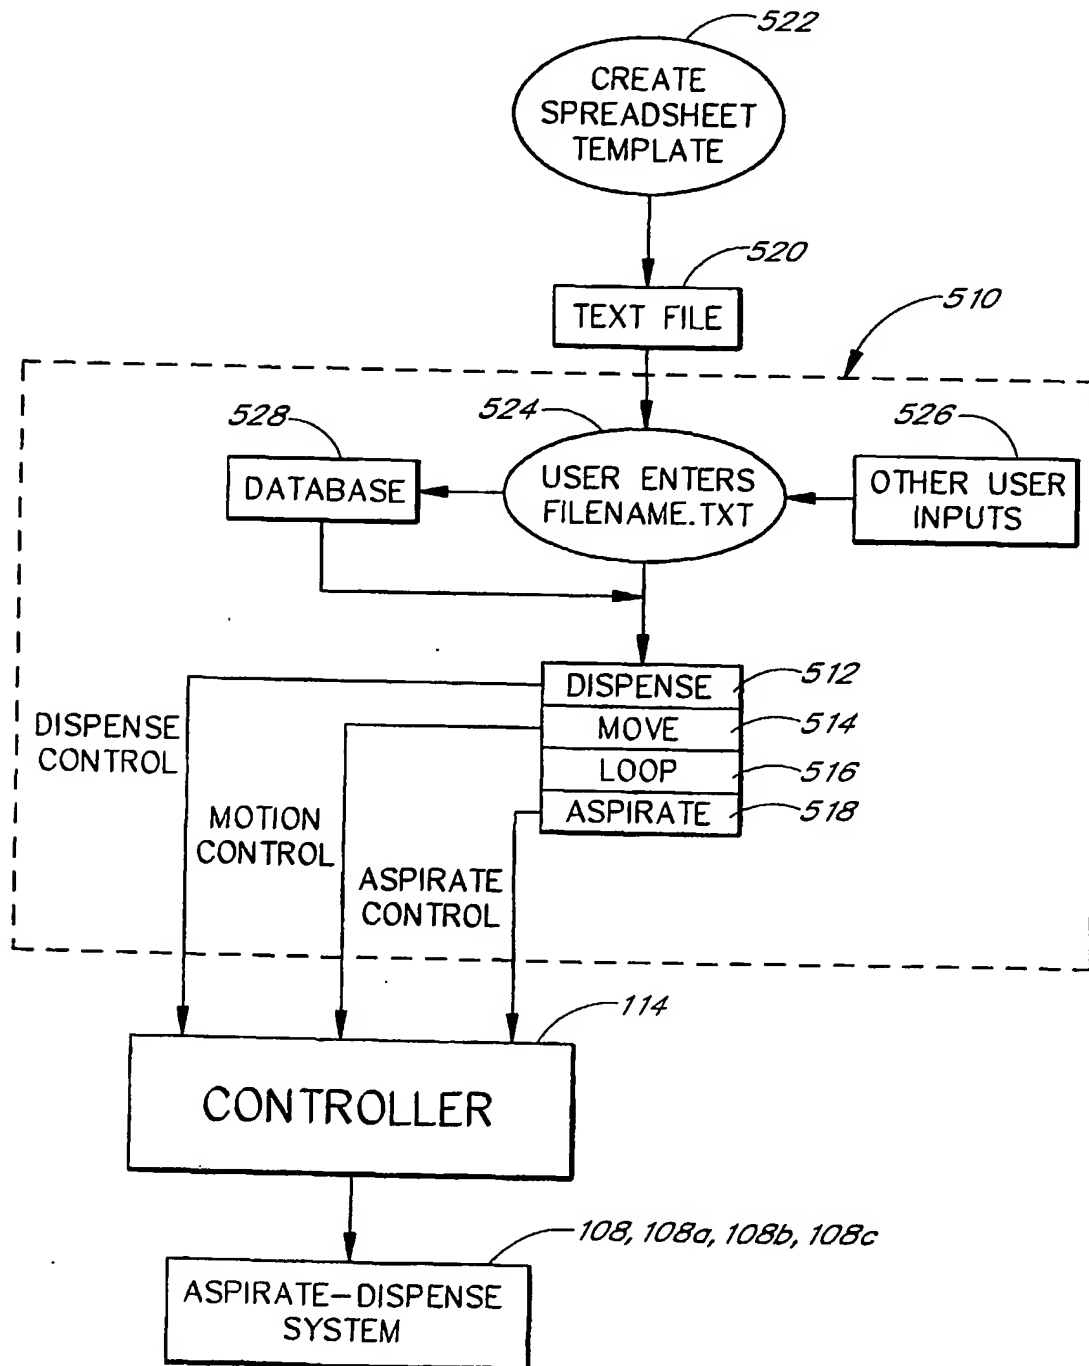 522
CREATE
SPREADSHEET
TEMPLATE
520
TEXT FILE
510
524
528
526
DATABASE
USER ENTERS
FILENAME.TXT
OTHER USER
INPUTS
DISPENSE
512
MOVE
514
LOOP
516
ASPIRATE
518
DISPENSE
CONTROL
MOTION
CONTROL
ASPIRATE
CONTROL
114
CONTROLLER
108, 108a, 108b, 108c
ASPIRATE-DISPENSE
SYSTEM